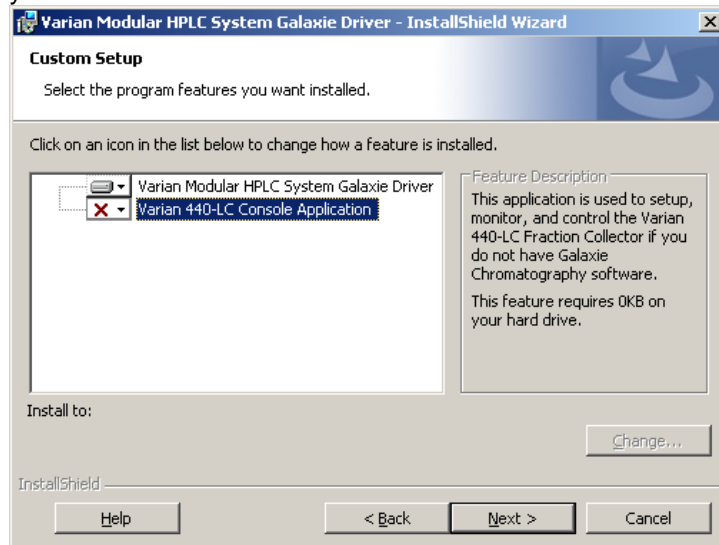 y
Varian Modular HPLC System Galaxie Driver - InstallShield Wizard
Custom Setup
Select the program features you want installed.
Click on an icon in the list below to change how a feature is installed.
Varian Modular HPLC System Galaxie Driver
Varian 440-LC Console Application
Feature Description
This application is used to setup,
monitor, and control the Varian
440-LC Fraction Collector if you
do not have Galaxie
Chromatography software.
This feature requires 0KB on
your hard drive.
Install to:
Change...
InstallShield
Help
< Back
Next >
Cancel